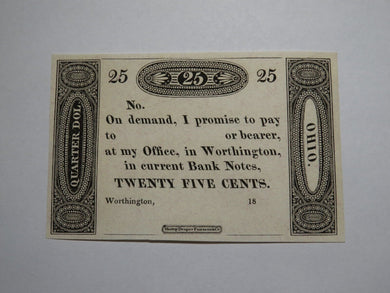 25 25 25
QUARTER DOL.
OHIO.
No.
On demand, I promise to pay
to or bearer,
at my Office, in Worthington,
in current Bank Notes,
TWENTY FIVE CENTS.
Worthington, 18